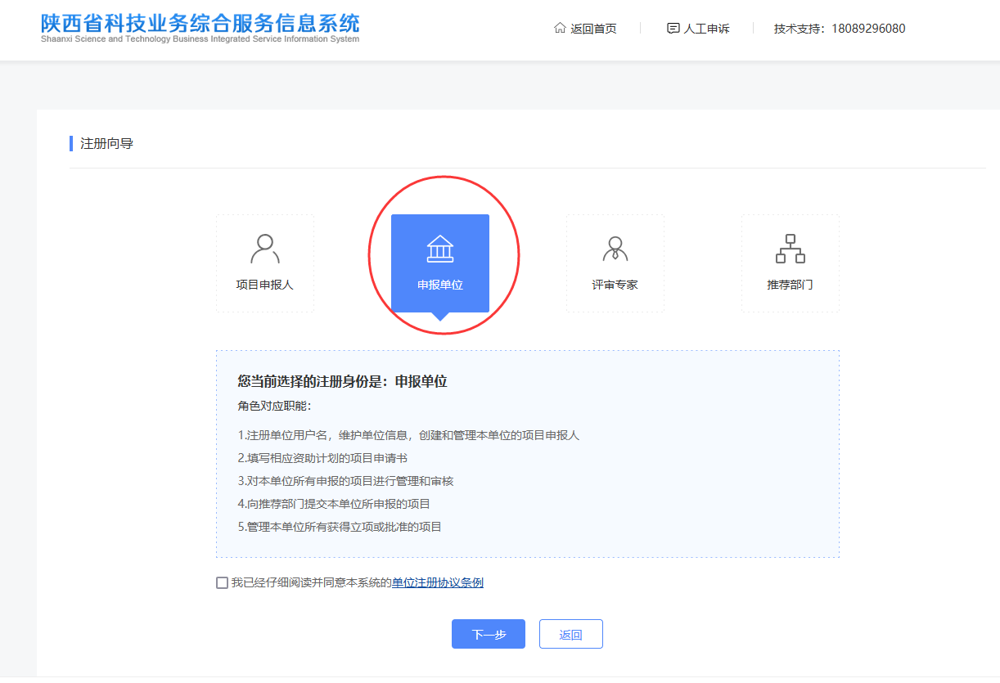 陕西省科技业务综合服务信息系统
Shaanxi Science and Technology Business Integrated Service Information System
返回首页
人工申诉
技术支持：18089296080
注册向导
项目申报人
申报单位
评审专家
推荐部门
您当前选择的注册身份是：申报单位
角色对应职能：
1.注册单位用户名，维护单位信息，创建和管理本单位的项目申报人
2.填写相应资助计划的项目申请书
3.对本单位所有申报的项目进行管理和审核
4.向推荐部门提交本单位所申报的项目
5.管理本单位所有获得立项或批准的项目
我已经仔细阅读并同意本系统的单位注册协议条例
下一步
返回